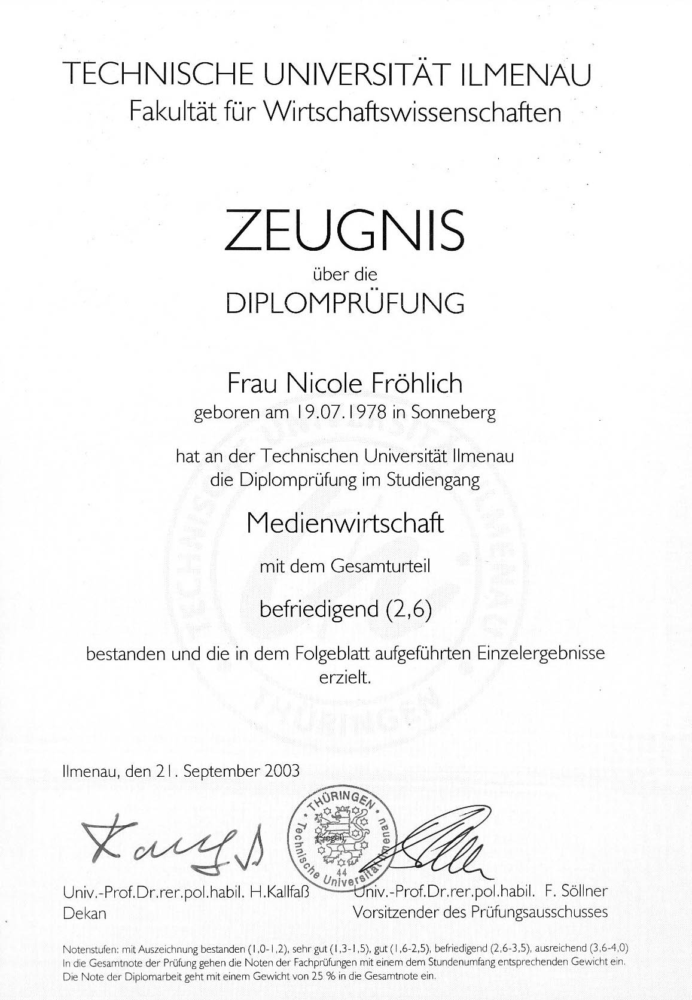 TECHNISCHE UNIVERSITÄT ILMENAU
Fakultät für Wirtschaftswissenschaften
ZEUGNIS
über die
DIPLOMPRÜFUNG
Frau Nicole Fröhlich
geboren am 19.07.1978 in Sonneberg
hat an der Technischen Universität Ilmenau
die Diplomprüfung im Studiengang
Medienwirtschaft
mit dem Gesamturteil
befriedigend (2,6)
bestanden und die in dem Folgeblatt aufgeführten Einzelergebnisse
erzielt.
TECHNISCHE UNIVERSITÄT ILMENAU
THÜRINGEN
Ilmenau, den 21. September 2003
THÜRINGEN
Technische Universität Ilmenau
(Siegel)
44
Univ.-Prof.Dr.rer.pol.habil. H.Kallfaß
Dekan
Univ.-Prof.Dr.rer.pol.habil. F. Söllner
Vorsitzender des Prüfungsausschusses
Notenstufen: mit Auszeichnung bestanden (1,0-1,2), sehr gut (1,3-1,5), gut (1,6-2,5), befriedigend (2,6-3,5), ausreichend (3,6-4,0)
In die Gesamtnote der Prüfung gehen die Noten der Fachprüfungen mit einem dem Stundenumfang entsprechenden Gewicht ein.
Die Note der Diplomarbeit geht mit einem Gewicht von 25 % in die Gesamtnote ein.